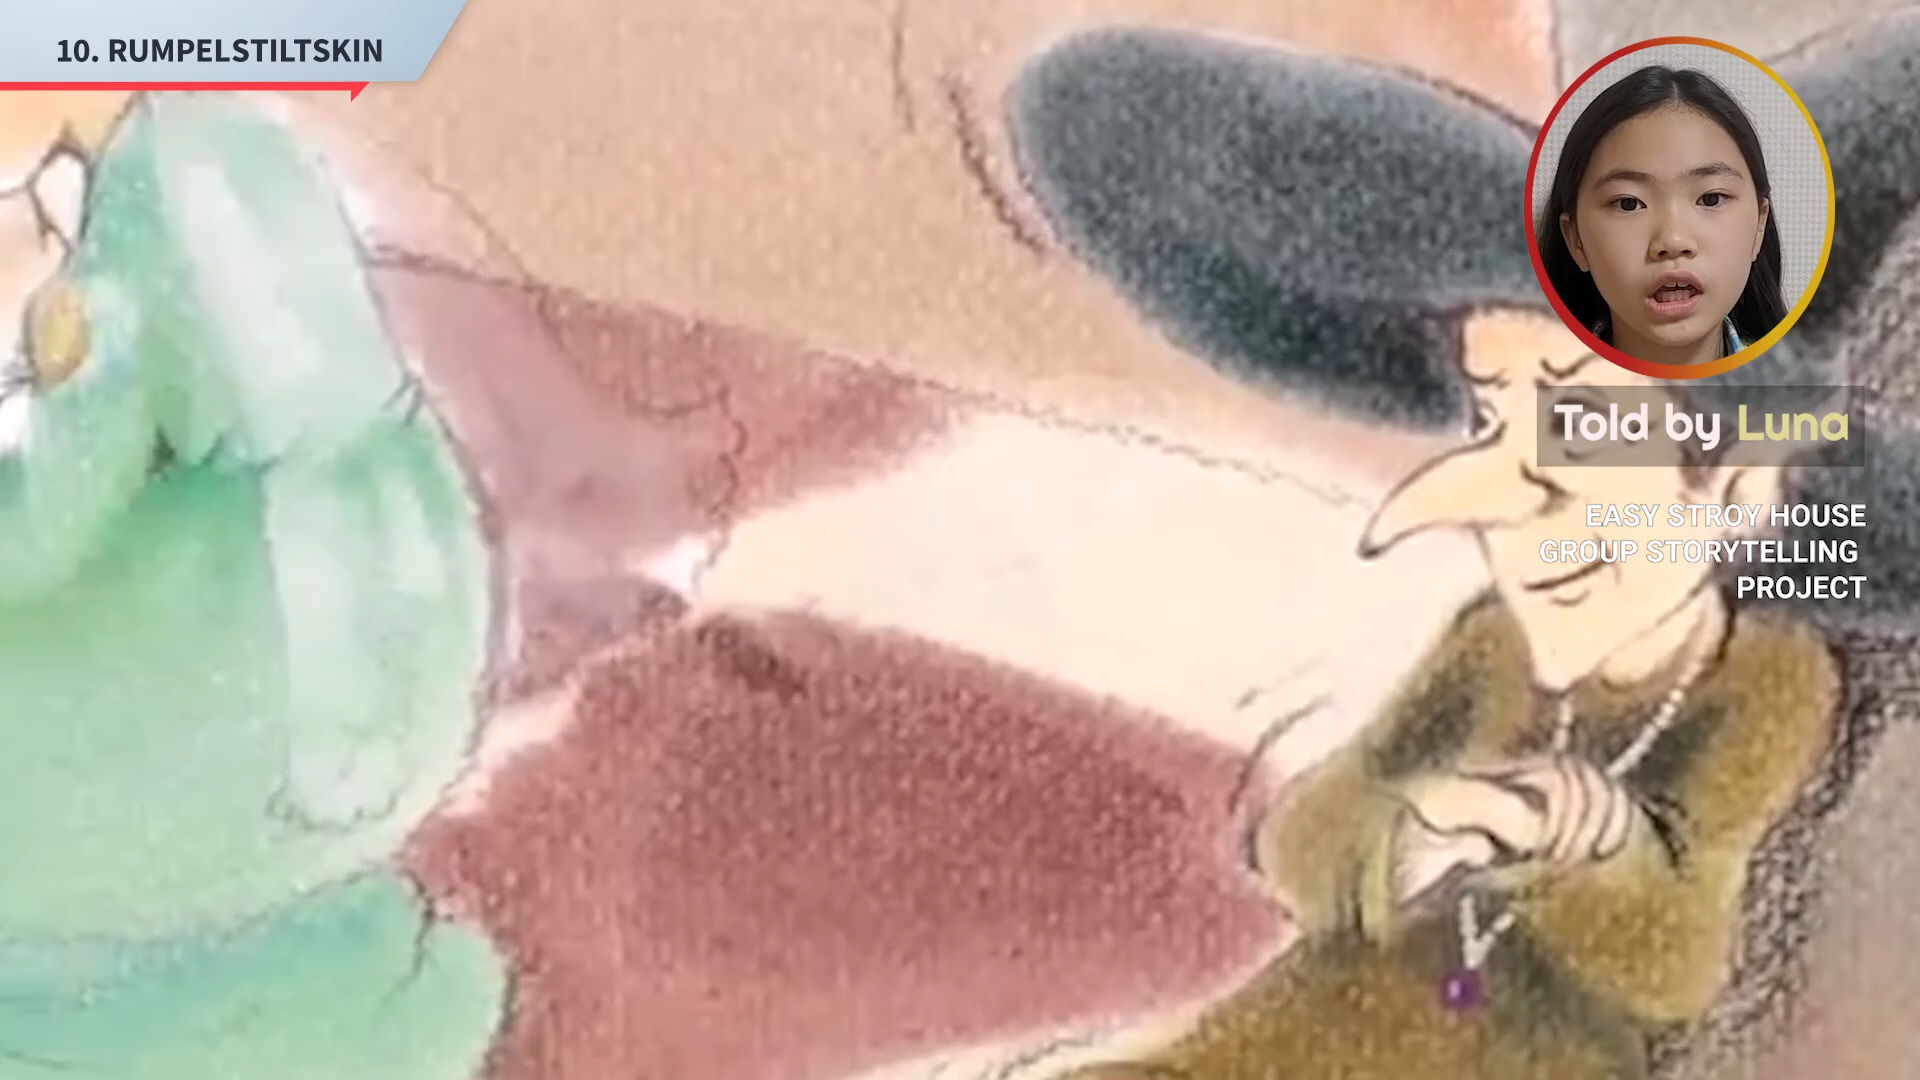 10. RUMPELSTILTSKIN
Told by Luna
EASY STROY HOUSE
GROUP STORYTELLING
PROJECT